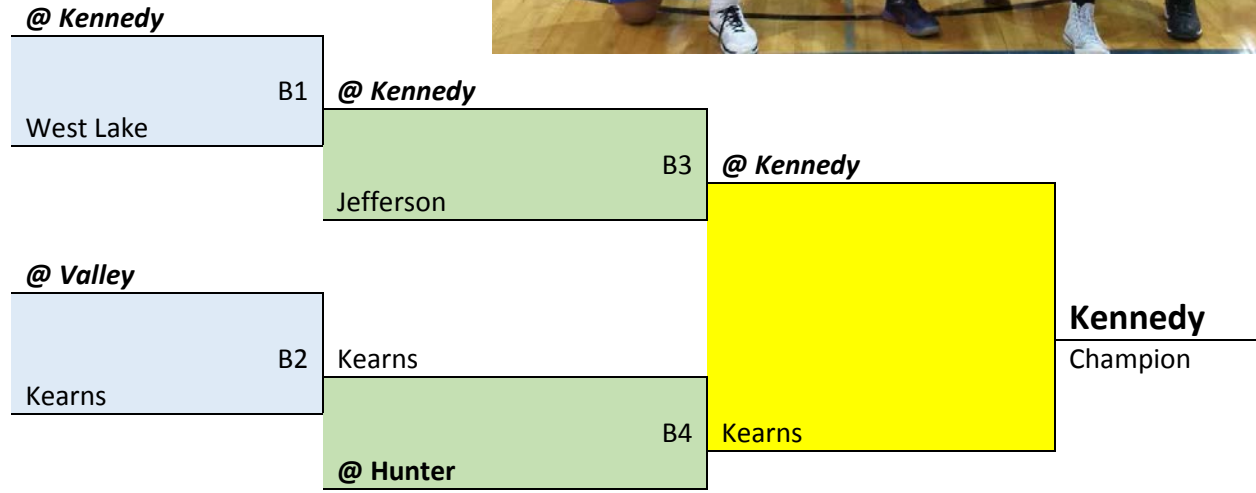 @ Kennedy
B1
@ Kennedy
West Lake
B3
@ Kennedy
Jefferson
@ Valley
Kennedy
B2
Kearns
Champion
Kearns
B4
Kearns
@ Hunter